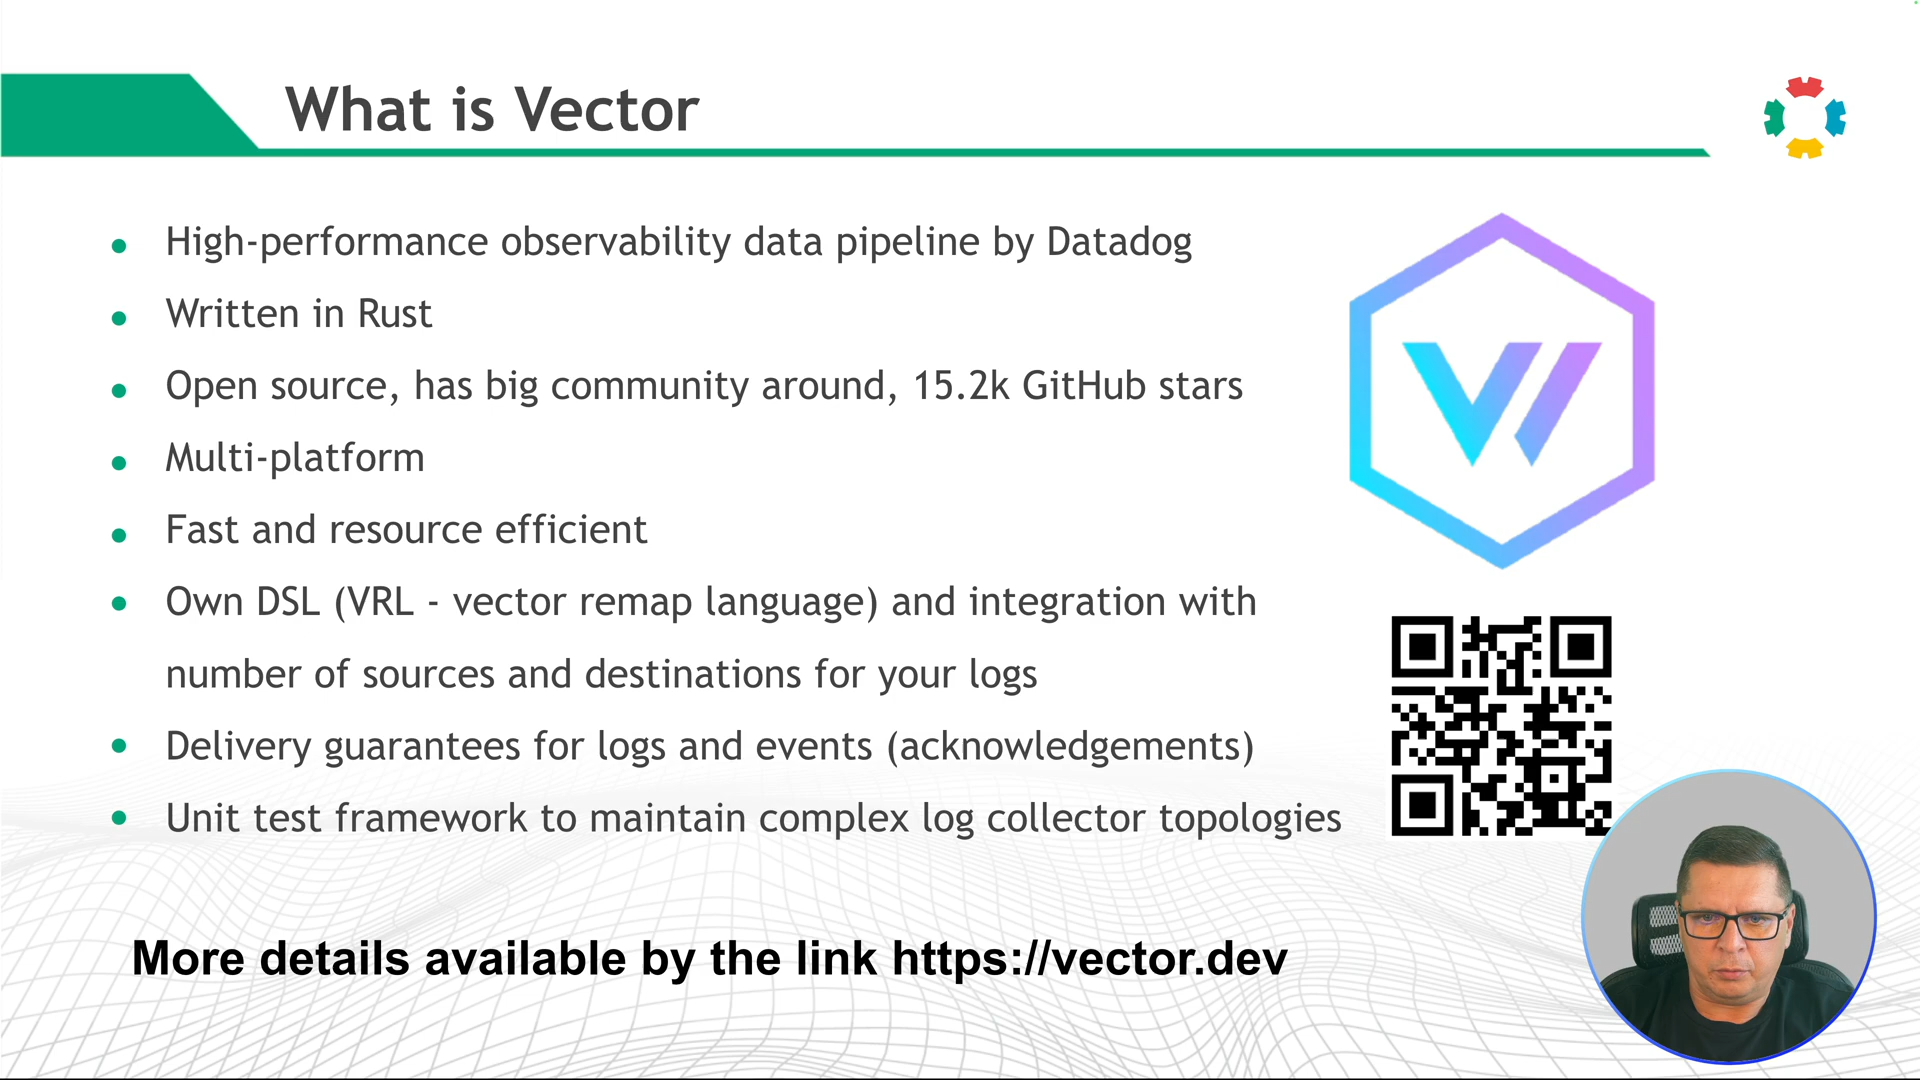 What is Vector
High-performance observability data pipeline by Datadog
Written in Rust
Open source, has big community around, 15.2k GitHub stars
Multi-platform
Fast and resource efficient
Own DSL (VRL - vector remap language) and integration with
number of sources and destinations for your logs
Delivery guarantees for logs and events (acknowledgements)
Unit test framework to maintain complex log collector topologies
More details available by the link https://vector.dev